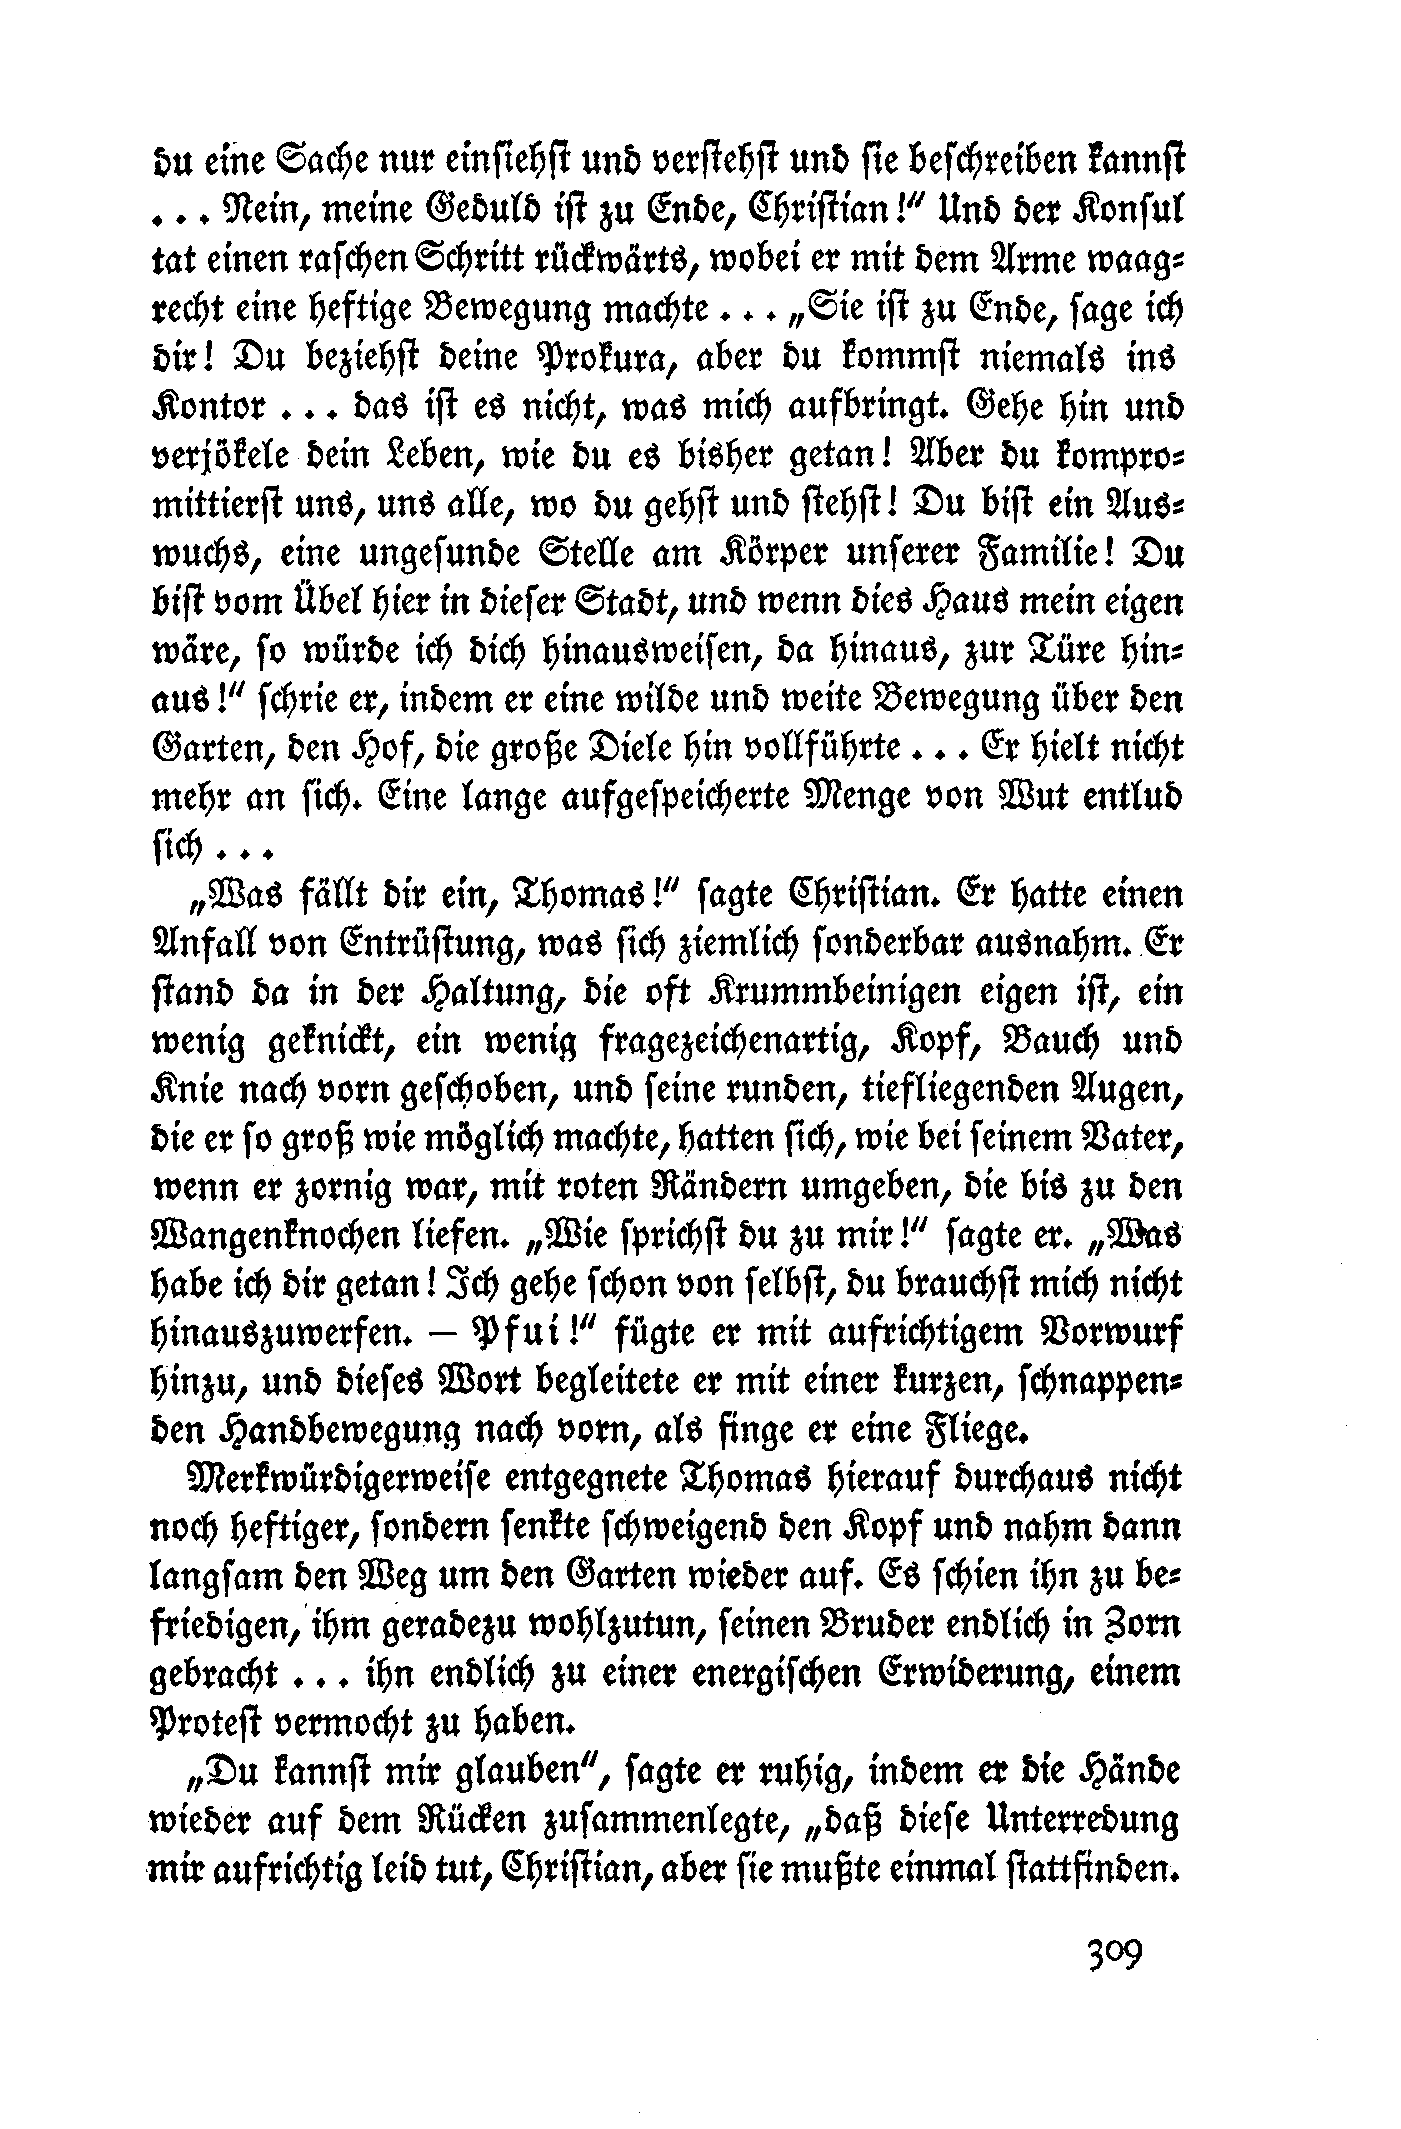 du eine Sache nur einsiehst und verstehst und sie beschreiben kannst
. . . Nein, meine Geduld ist zu Ende, Christian!“ Und der Konsul
tat einen raschen Schritt rückwärts, wobei er mit dem Arme waag-
recht eine heftige Bewegung machte . . . „Sie ist zu Ende, sage ich
dir! Du beziehst deine Prokura, aber du kommst niemals ins
Kontor . . . das ist es nicht, was mich aufbringt. Gehe hin und
verjökele dein Leben, wie du es bisher getan! Aber du kompro-
mittierst uns, uns alle, wo du gehst und stehst! Du bist ein Aus-
wuchs, eine ungesunde Stelle am Körper unserer Familie! Du
bist vom Übel hier in dieser Stadt, und wenn dies Haus mein eigen
wäre, so würde ich dich hinausweisen, da hinaus, zur Türe hin-
aus!“ schrie er, indem er eine wilde und weite Bewegung über den
Garten, den Hof, die große Diele hin vollführte . . . Er hielt nicht
mehr an sich. Eine lange aufgespeicherte Menge von Wut entlud
sich . . .
„Was fällt dir ein, Thomas!“ sagte Christian. Er hatte einen
Anfall von Entrüstung, was sich ziemlich sonderbar ausnahm. Er
stand da in der Haltung, die oft Krummbeinigen eigen ist, ein
wenig geknickt, ein wenig fragezeichenartig, Kopf, Bauch und
Knie nach vorn geschoben, und seine runden, tiefliegenden Augen,
die er so groß wie möglich machte, hatten sich, wie bei seinem Vater,
wenn er zornig war, mit roten Rändern umgeben, die bis zu den
Wangenknochen liefen. „Wie sprichst du zu mir!“ sagte er. „Was
habe ich dir getan! Ich gehe schon von selbst, du brauchst mich nicht
hinauszuwerfen. — Pfui!“ fügte er mit aufrichtigem Vorwurf
hinzu, und dieses Wort begleitete er mit einer kurzen, schnappen-
den Handbewegung nach vorn, als finge er eine Fliege.
Merkwürdigerweise entgegnete Thomas hierauf durchaus nicht
noch heftiger, sondern senkte schweigend den Kopf und nahm dann
langsam den Weg um den Garten wieder auf. Es schien ihn zu be-
friedigen, ihm geradezu wohlzutun, seinen Bruder endlich in Zorn
gebracht . . . ihn endlich zu einer energischen Erwiderung, einem
Protest vermocht zu haben.
„Du kannst mir glauben“, sagte er ruhig, indem er die Hände
wieder auf dem Rücken zusammenlegte, „daß diese Unterredung
mir aufrichtig leid tut, Christian, aber sie mußte einmal stattfinden.
309